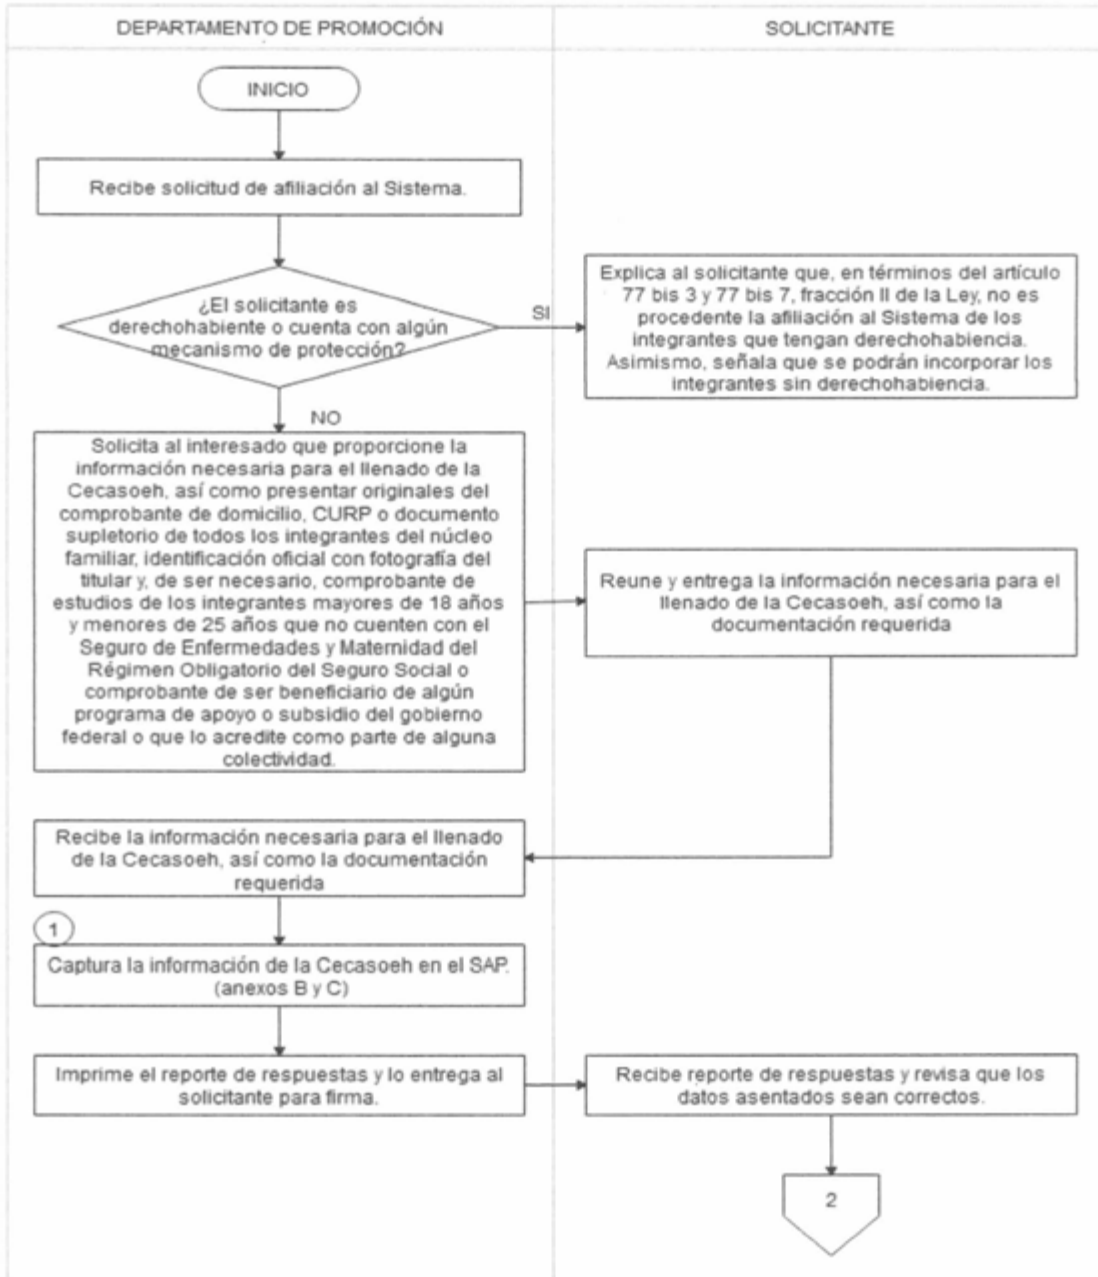 DEPARTAMENTO DE PROMOCIÓN
SOLICITANTE
INICIO
Recibe solicitud de afiliación al Sistema.
¿El solicitante es
derechohabiente o cuenta con algún
mecanismo de protección?
SI
Explica al solicitante que, en términos del artículo
77 bis 3 y 77 bis 7, fracción II de la Ley, no es
procedente la afiliación al Sistema de los
integrantes que tengan derechohabiencia.
Asimismo, señala que se podrán incorporar los
integrantes sin derechohabiencia.
NO
Solicita al interesado que proporcione la
información necesaria para el llenado de la
Cecasoeh, así como presentar originales del
comprobante de domicilio, CURP o documento
supletorio de todos los integrantes del núcleo
familiar, identificación oficial con fotografía del
titular y, de ser necesario, comprobante de
estudios de los integrantes mayores de 18 años
y menores de 25 años que no cuenten con el
Seguro de Enfermedades y Maternidad del
Régimen Obligatorio del Seguro Social o
comprobante de ser beneficiario de algún
programa de apoyo o subsidio del gobierno
federal o que lo acredite como parte de alguna
colectividad.
Reune y entrega la información necesaria para el
llenado de la Cecasoeh, así como la
documentación requerida
Recibe la información necesaria para el llenado
de la Cecasoeh, así como la documentación
requerida
1
Captura la información de la Cecasoeh en el SAP.
(anexos B y C)
Imprime el reporte de respuestas y lo entrega al
solicitante para firma.
Recibe reporte de respuestas y revisa que los
datos asentados sean correctos.
2